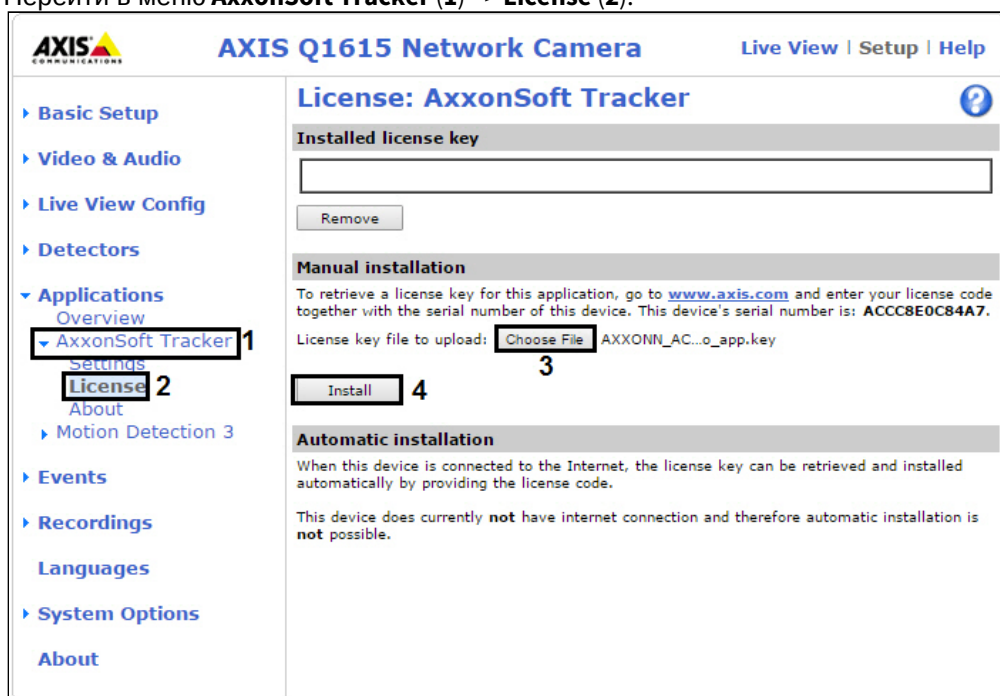 Перейти в меню AxxonSoft Tracker (1) -> License (2).
AXIS COMMUNICATIONS
AXIS Q1615 Network Camera
Live View | Setup | Help
Basic Setup
Video & Audio
Live View Config
Detectors
Applications
Overview
AxxonSoft Tracker 1
Settings
License 2
About
Motion Detection 3
Events
Recordings
Languages
System Options
About
License: AxxonSoft Tracker
?
Installed license key
Remove
Manual installation
To retrieve a license key for this application, go to www.axis.com and enter your license code
together with the serial number of this device. This device's serial number is: ACCC8E0C84A7.
License key file to upload: Choose File AXXONN_AC...o_app.key
3
Install 4
Automatic installation
When this device is connected to the Internet, the license key can be retrieved and installed
automatically by providing the license code.
This device does currently not have internet connection and therefore automatic installation is
not possible.